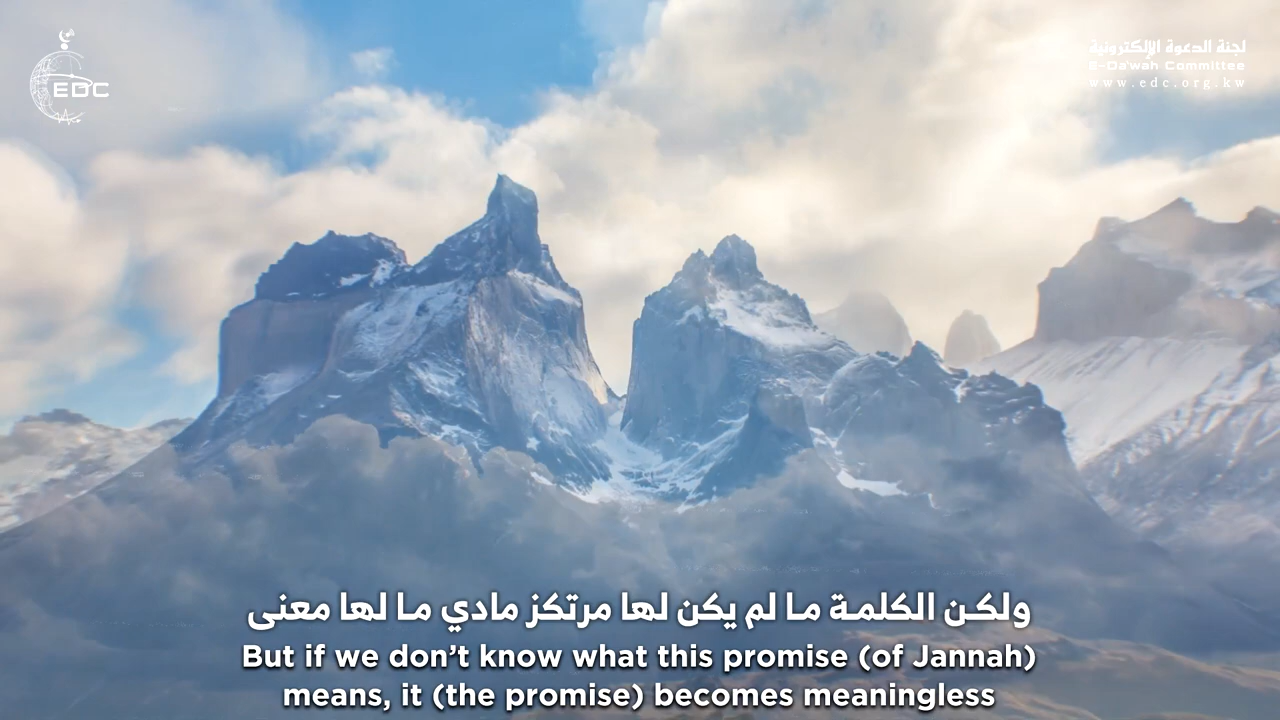 EDC
لجنة الدعوة الإلكترونية
E-Da'wah Committee
www.edc.org.kw
ولكن الكلمة ما لم يكن لها مرتكز مادي ما لها معنى
But if we don’t know what this promise (of Jannah)
means, it (the promise) becomes meaningless